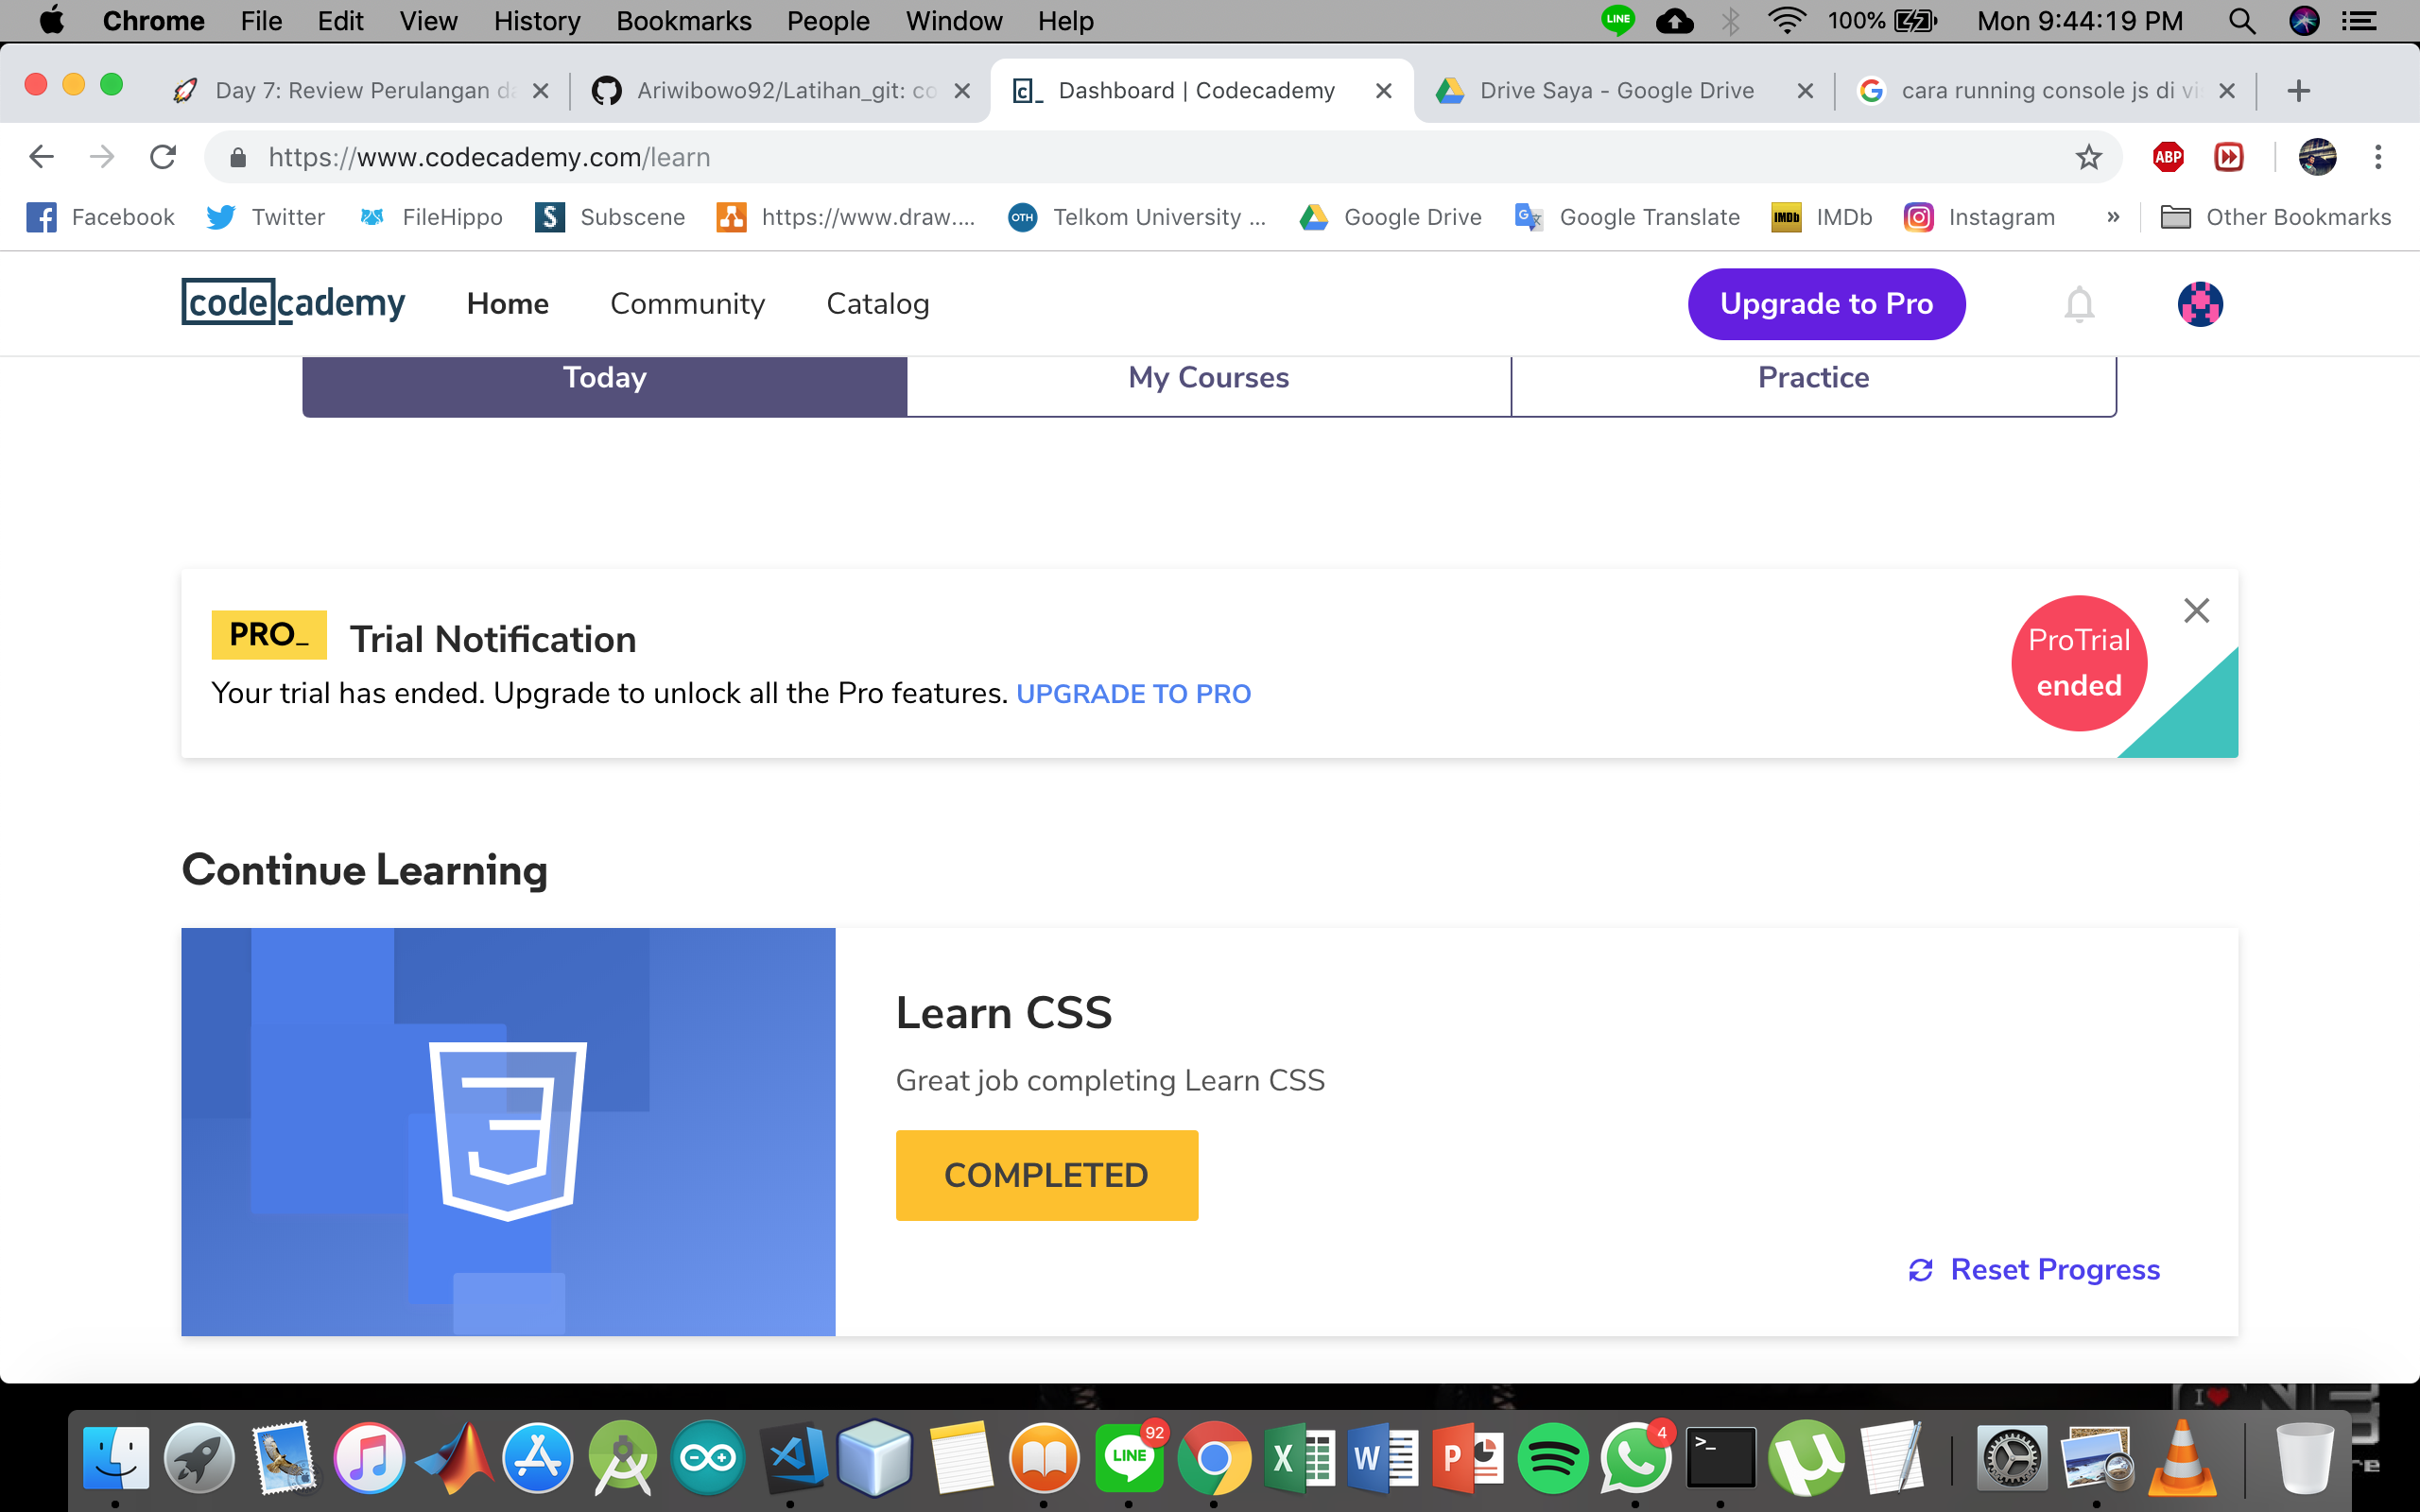 Chrome File Edit View History Bookmarks People Window Help LINE 100% Mon 9:44:19 PM
Day 7: Review Perulangan da Ariwibowo92/Latihan_git: co Dashboard | Codecademy Drive Saya - Google Drive cara running console js di vi
https://www.codecademy.com/learn ABP
Facebook Twitter FileHippo Subscene https://www.draw.... OTH Telkom University ... Google Drive Google Translate IMDb IMDb Instagram » Other Bookmarks
codecademy Home Community Catalog Upgrade to Pro
Today My Courses Practice
PRO_ Trial Notification
Your trial has ended. Upgrade to unlock all the Pro features. UPGRADE TO PRO
ProTrial
ended
Continue Learning
Learn CSS
Great job completing Learn CSS
COMPLETED
Reset Progress
I
LINE 92 X W P 4 >_
re